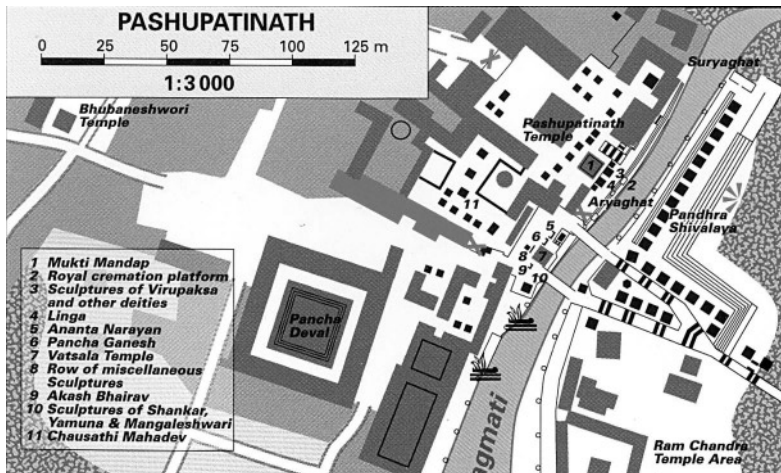 PASHUPATINATH
0 25 50 75 100 125 m
1:3 000
Suryaghat
Bhubaneshwori
Temple
Pashupatinath
Temple
1
3
4 2
Aryaghat
11
Pandhra
Shivalaya
5
6
7
8
9
10
1 Mukti Mandap
2 Royal cremation platform
3 Sculptures of Virupaksa
and other deities
4 Linga
5 Ananta Narayan
6 Pancha Ganesh
7 Vatsala Temple
8 Row of miscellaneous
Sculptures
9 Akash Bhairav
10 Sculptures of Shankar,
Yamuna & Mangaleshwari
11 Chausathi Mahadev
Pancha
Deval
gmati
Ram Chandra
Temple Area